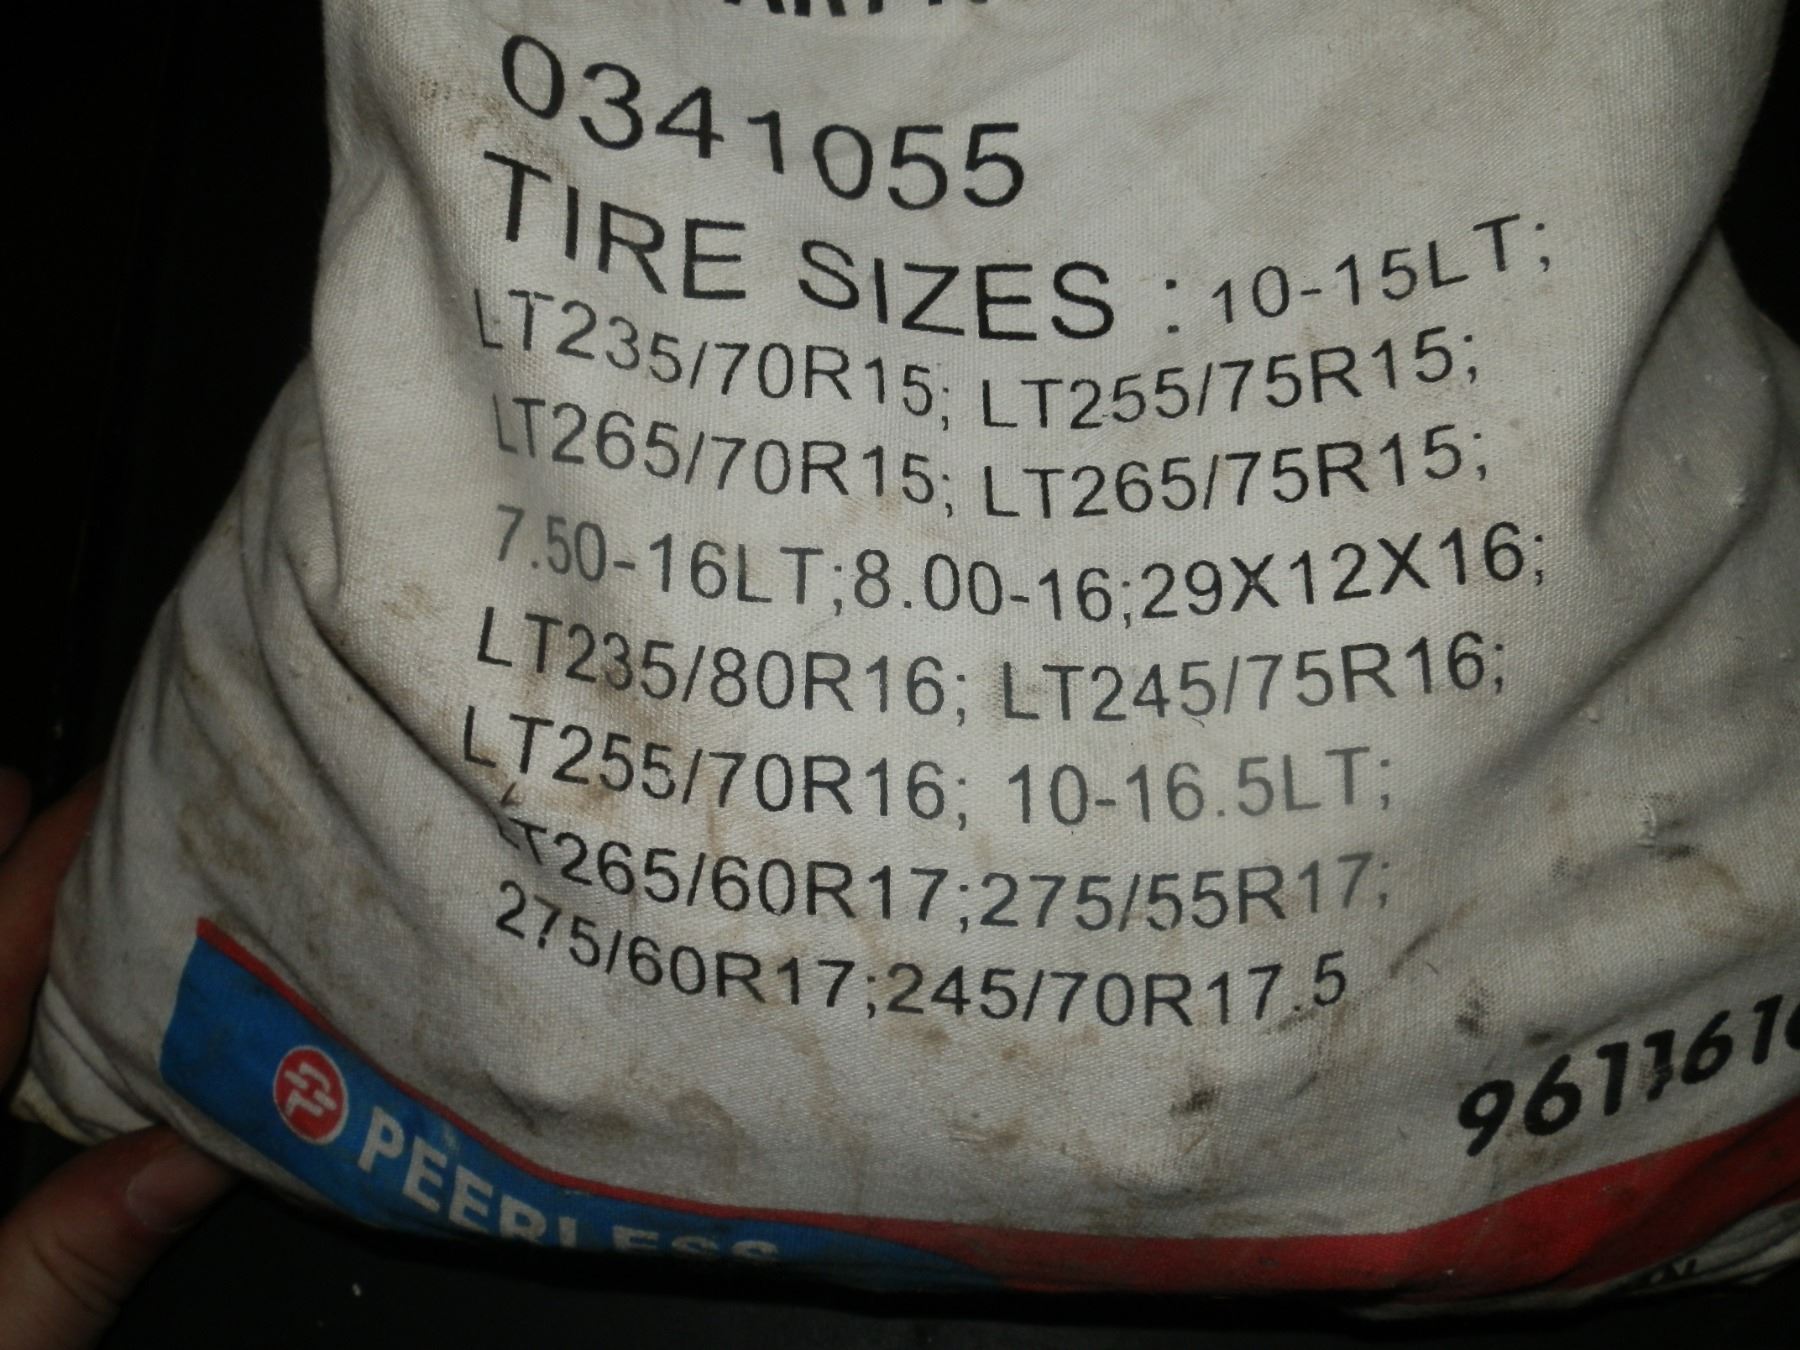 0341055
TIRE SIZES : 10-15LT;
LT235/70R15; LT255/75R15;
LT265/70R15; LT265/75R15;
7.50-16LT;8.00-16;29X12X16;
LT235/80R16; LT245/75R16;
LT255/70R16; 10-16.5LT;
LT265/60R17;275/55R17;
275/60R17;245/70R17.5
PEERLESS